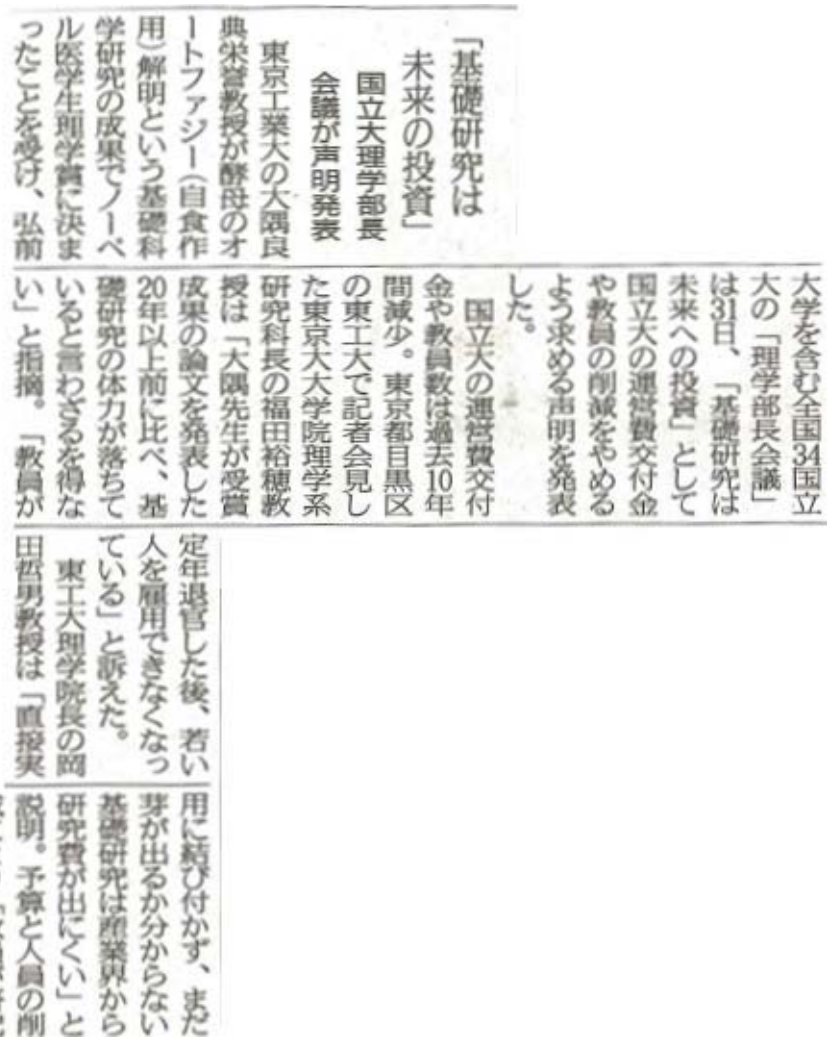 「基礎研究は
未来の投資」
国立大理学部長
会議が声明発表
東京工業大の大隅良
典栄誉教授が酵母のオ
ートファジー(自食作
用)解明という基礎科
学研究の成果でノーベ
ル医学生理学賞に決ま
ったことを受け、弘前
大学を含む全国34国立
大の「理学部長会議」
は31日、「基礎研究は
未来への投資」として
国立大の運営費交付金
や教員の削減をやめる
よう求める声明を発表
した。
国立大の運営費交付
金や教員数は過去10年
間減少。東京都目黒区
の東工大で記者会見し
た東京大大学院理学系
研究科長の福田裕穂教
授は「大隅先生が受賞
成果の論文を発表した
20年以上前に比べ、基
礎研究の体力が落ちて
いると言わざるを得な
い」と指摘。「教員が
定年退官した後、若い
人を雇用できなくなっ
ている」と訴えた。
東工大理学院長の岡
田哲男教授は「直接実
用に結び付かず、まだ
芽が出るか分からない
基礎研究は産業界から
研究費が出にくい」と
説明。予算と人員の削